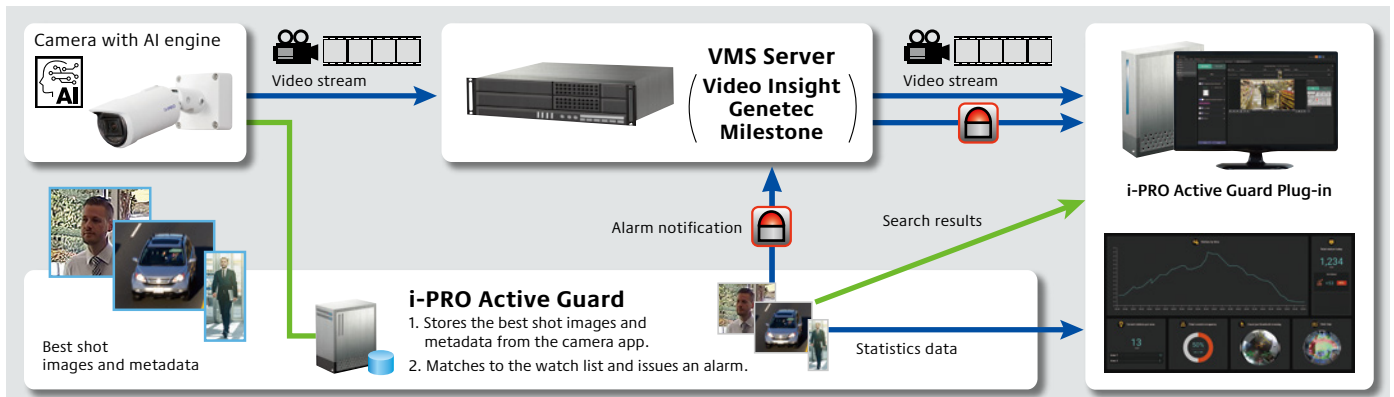 Camera with AI engine
AI
Video stream
VMS Server
Video Insight
Genetec
Milestone
Video stream
i-PRO Active Guard Plug-in
Alarm notification
Search results
Best shot
images and metadata
i-PRO Active Guard
1. Stores the best shot images and
metadata from the camera app.
2. Matches to the watch list and issues an alarm.
Statistics data
1,234
13
50%